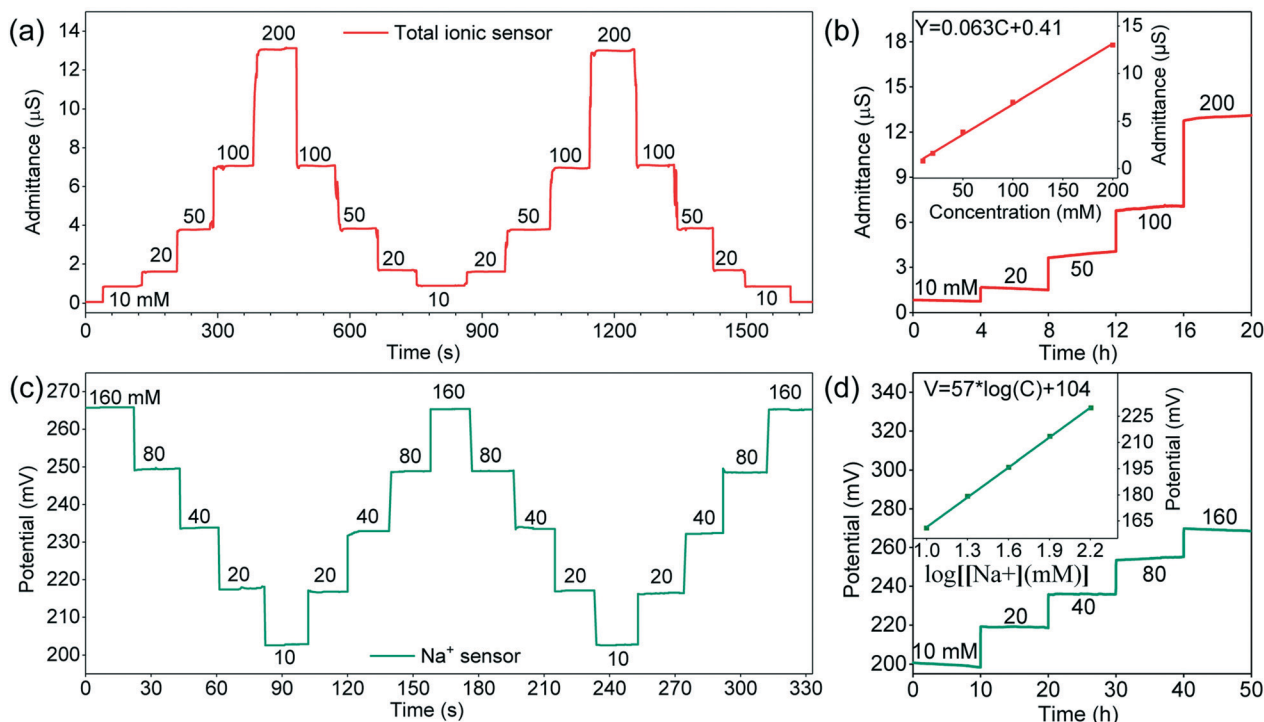 (a)
Total ionic sensor
Admittance (μS)
14
12
10
8
6
4
2
0
10 mM
20
50
100
200
100
50
20
10
20
50
100
200
100
50
20
10
0 300 600 900 1200 1500
Time (s)
(b)
Y=0.063C+0.41
Admittance (μS)
18
15
12
9
6
3
0
15
10
5
0
Admittance (μS)
50 100 150 200
Concentration (mM)
10 mM
20
50
100
200
0 4 8 12 16 20
Time (h)
(c)
Potential (mV)
270
260
250
240
230
220
210
200
160 mM
80
40
20
10
20
40
80
160
80
40
20
10
20
40
80
160
Na⁺ sensor
0 30 60 90 120 150 180 210 240 270 300 330
Time (s)
(d)
V=57*log(C)+104
Potential (mV)
350
340
320
300
280
260
240
220
200
225
210
195
180
165
Potential (mV)
1.0 1.3 1.6 1.9 2.2
log[[Na+](mM)]
10 mM
20
40
80
160
0 10 20 30 40 50
Time (h)